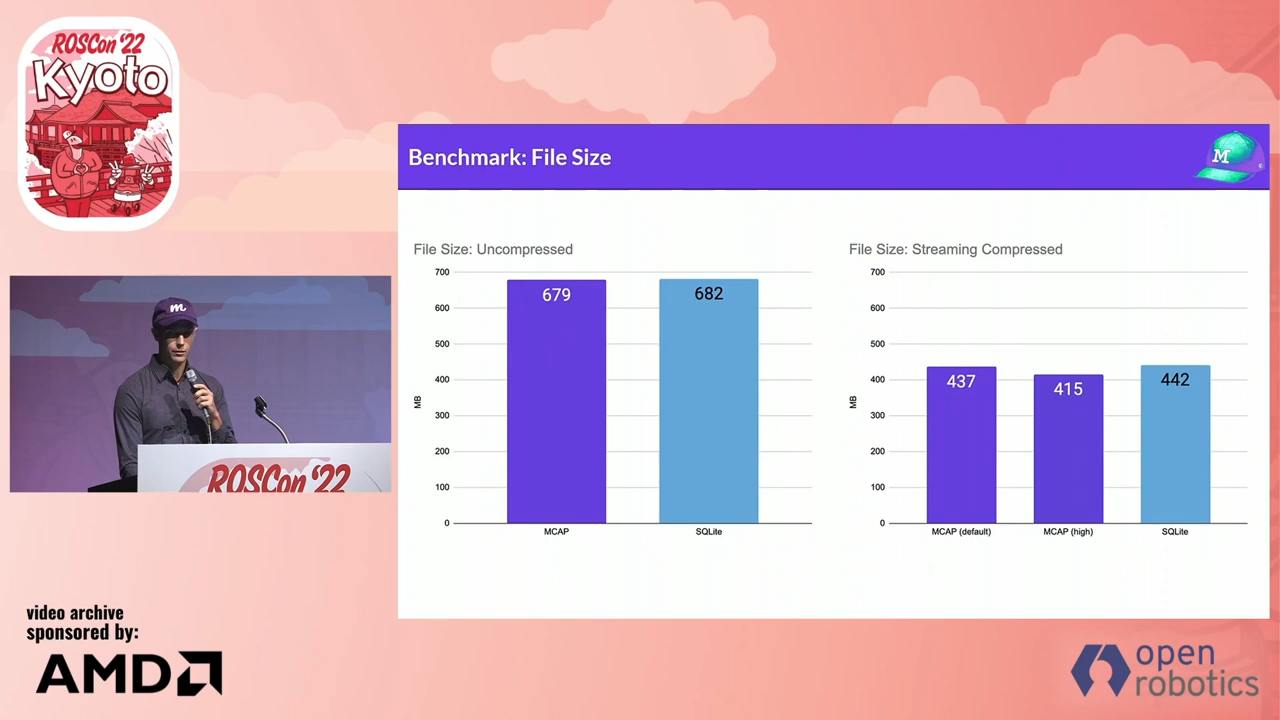 ROSCon '22
Kyoto
Benchmark: File Size
M
File Size: Uncompressed
700
600
500
400
300
200
100
0
MB
679
682
MCAP
SQLite
File Size: Streaming Compressed
700
600
500
400
300
200
100
0
MB
437
415
442
MCAP (default)
MCAP (high)
SQLite
m
ROSCon '22
video archive
sponsored by:
AMD
open
robotics